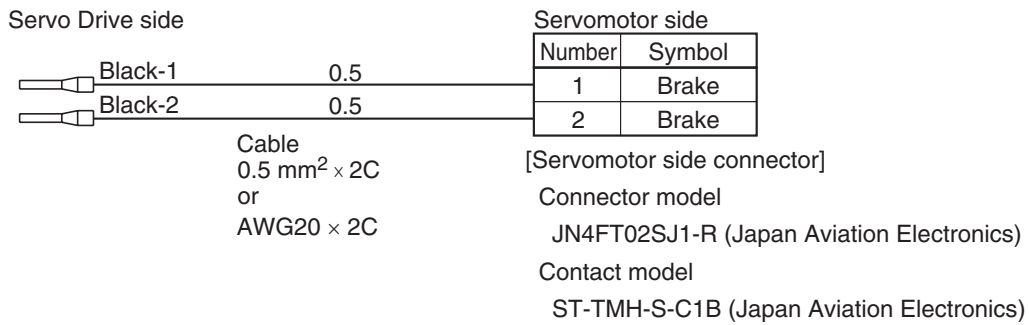 Servo Drive side
Servomotor side
Number Symbol
Black-1 0.5 1 Brake
Black-2 0.5 2 Brake
Cable
0.5 mm² × 2C
or
AWG20 × 2C
[Servomotor side connector]
Connector model
JN4FT02SJ1-R (Japan Aviation Electronics)
Contact model
ST-TMH-S-C1B (Japan Aviation Electronics)